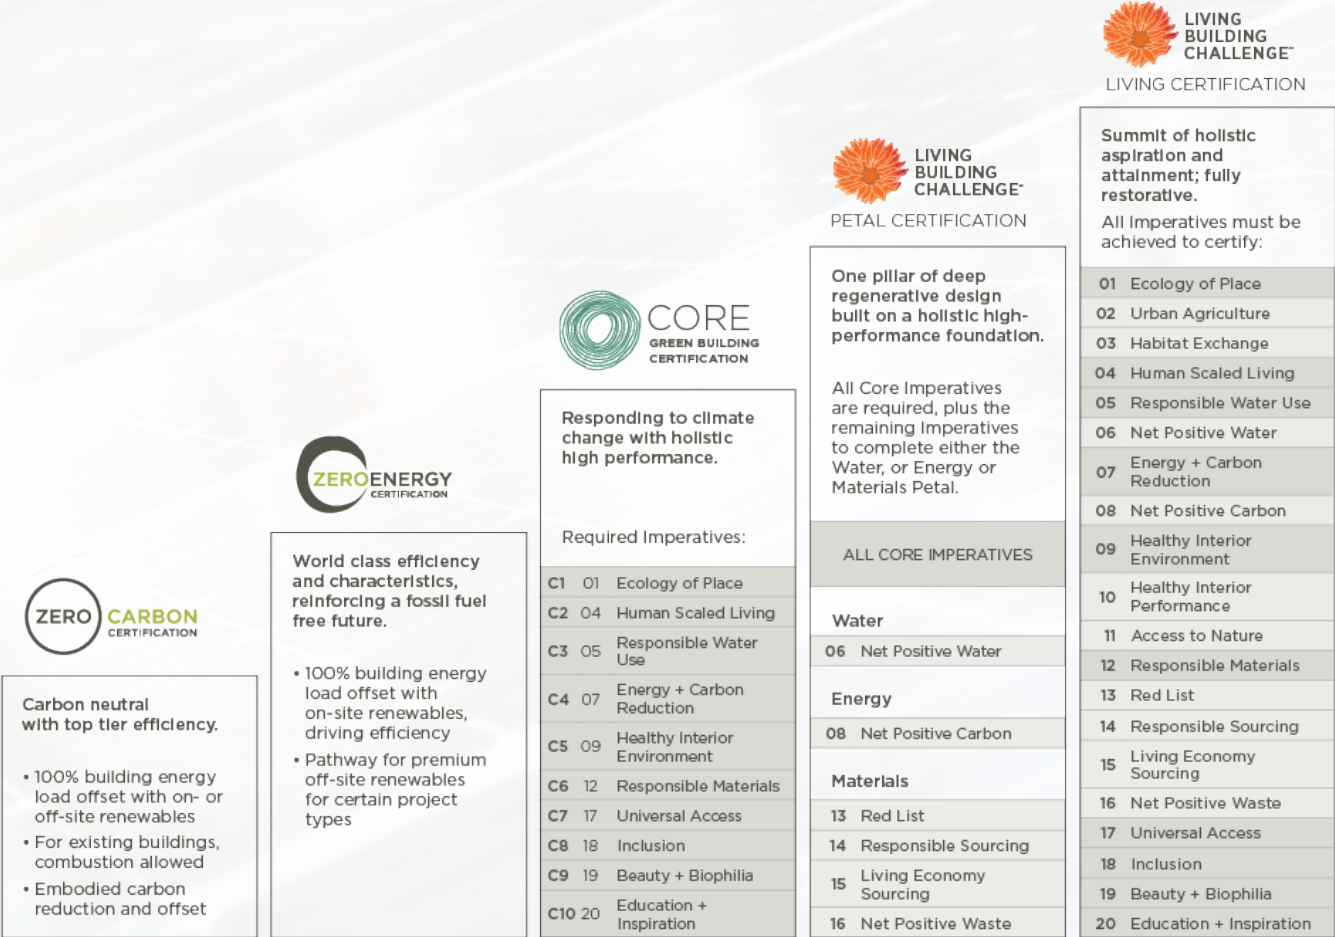 ZERO CARBON
CERTIFICATION
Carbon neutral
with top tier efficiency.
• 100% building energy
load offset with on- or
off-site renewables
• For existing buildings,
combustion allowed
• Embodied carbon
reduction and offset
ZEROENERGY
CERTIFICATION
World class efficiency
and characteristics,
reinforcing a fossil fuel
free future.
• 100% building energy
load offset with
on-site renewables,
driving efficiency
• Pathway for premium
off-site renewables
for certain project
types
CORE
GREEN BUILDING
CERTIFICATION
Responding to climate
change with holistic
high performance.
Required Imperatives:
C1 01 Ecology of Place
C2 04 Human Scaled Living
C3 05 Responsible Water
Use
C4 07 Energy + Carbon
Reduction
C5 09 Healthy Interior
Environment
C6 12 Responsible Materials
C7 17 Universal Access
C8 18 Inclusion
C9 19 Beauty + Biophilia
C10 20 Education +
Inspiration
LIVING
BUILDING
CHALLENGE™
PETAL CERTIFICATION
One pillar of deep
regenerative design
built on a holistic high-
performance foundation.
All Core Imperatives
are required, plus the
remaining Imperatives
to complete either the
Water, or Energy or
Materials Petal.
ALL CORE IMPERATIVES
Water
06 Net Positive Water
Energy
08 Net Positive Carbon
Materials
13 Red List
14 Responsible Sourcing
15 Living Economy
Sourcing
16 Net Positive Waste
LIVING
BUILDING
CHALLENGE™
LIVING CERTIFICATION
Summit of holistic
aspiration and
attainment; fully
restorative.
All Imperatives must be
achieved to certify:
01 Ecology of Place
02 Urban Agriculture
03 Habitat Exchange
04 Human Scaled Living
05 Responsible Water Use
06 Net Positive Water
07 Energy + Carbon
Reduction
08 Net Positive Carbon
09 Healthy Interior
Environment
10 Healthy Interior
Performance
11 Access to Nature
12 Responsible Materials
13 Red List
14 Responsible Sourcing
15 Living Economy
Sourcing
16 Net Positive Waste
17 Universal Access
18 Inclusion
19 Beauty + Biophilia
20 Education + Inspiration